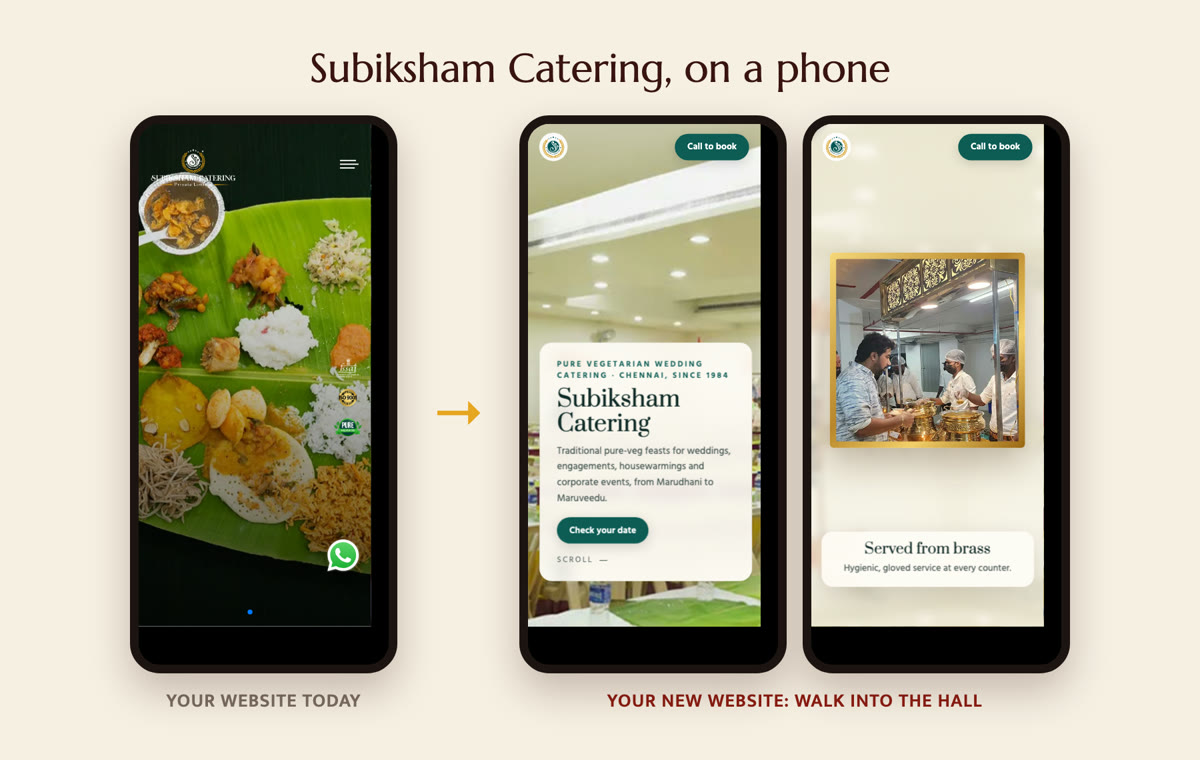 Subiksham Catering, on a phone
SUBIKSHAM CATERING
Private Limited
PURE
Call to book
PURE VEGETARIAN WEDDING
CATERING · CHENNAI, SINCE 1984
Subiksham
Catering
Traditional pure-veg feasts for weddings,
engagements, housewarmings and
corporate events, from Marudhani to
Maruveedu.
Check your date
SCROLL —
Call to book
Served from brass
Hygienic, gloved service at every counter.
YOUR WEBSITE TODAY
YOUR NEW WEBSITE: WALK INTO THE HALL